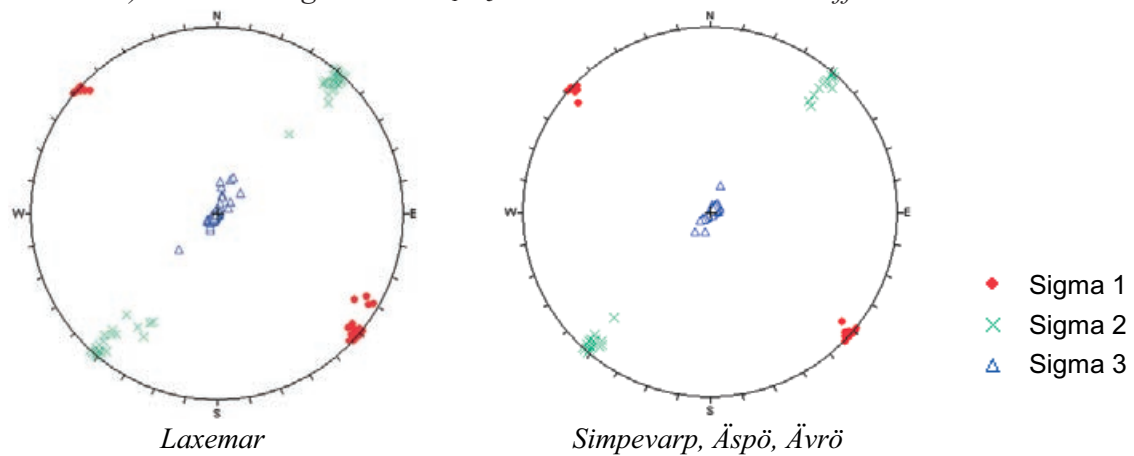 N
N
W
E
W
E
S
S
Sigma 1
Sigma 2
Sigma 3
Laxemar
Simpevarp, Äspö, Ävrö